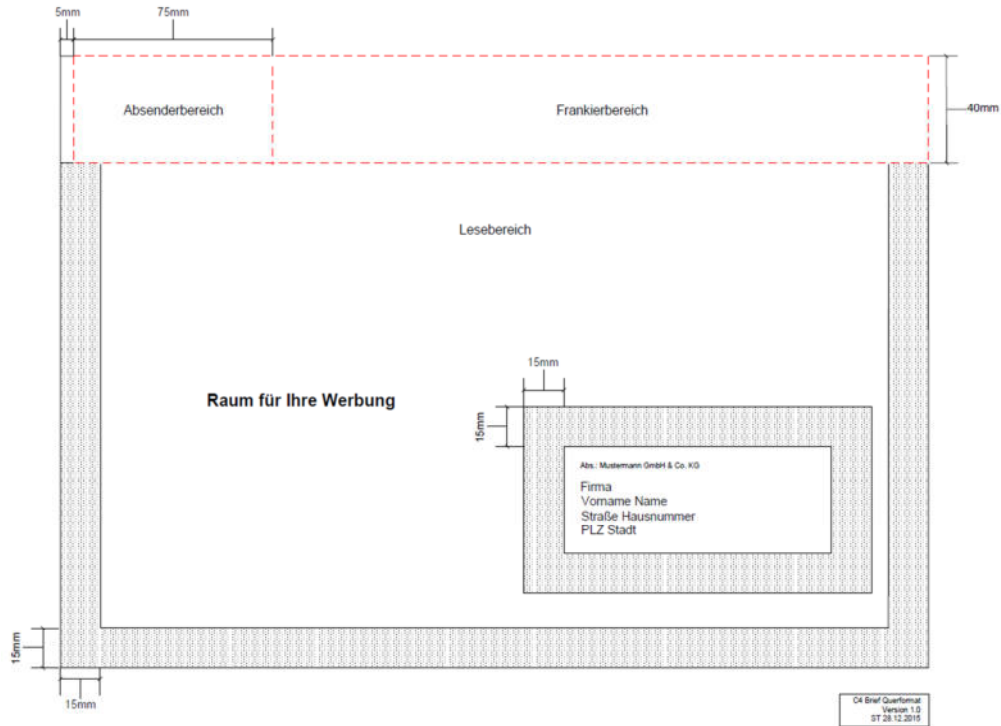 5mm
75mm
Absenderbereich
Frankierbereich
40mm
Lesebereich
15mm
Raum für Ihre Werbung
15mm
Abs.: Mustermann GmbH & Co. KG
Firma
Vorname Name
Straße Hausnummer
PLZ Stadt
15mm
15mm
C4 Brief Querformat
Version 1.0
ST 28.12.2015